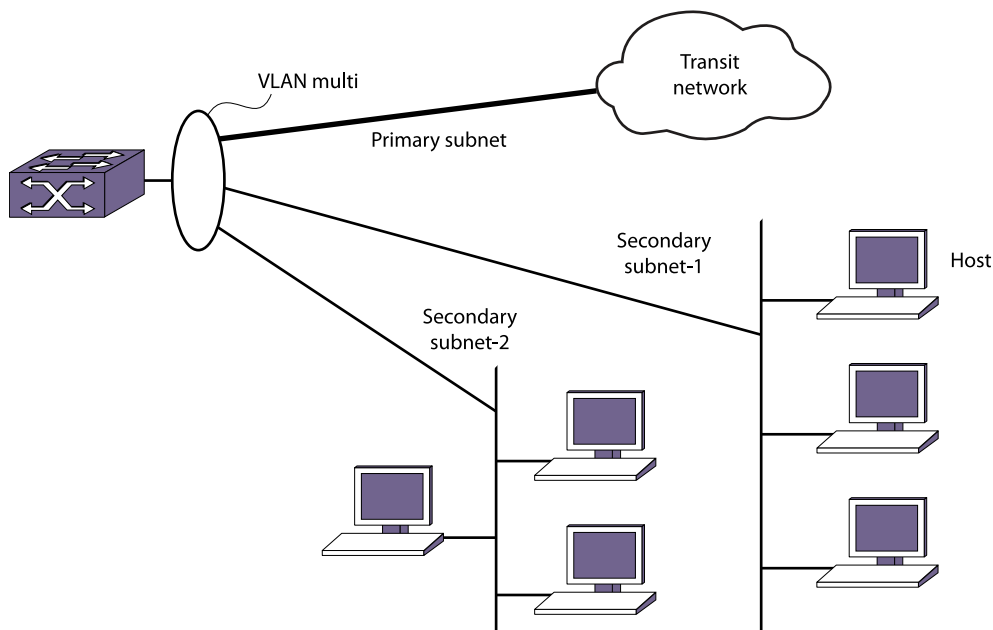 VLAN multi
Transit
network
Primary subnet
Secondary
subnet-1
Host
Secondary
subnet-2